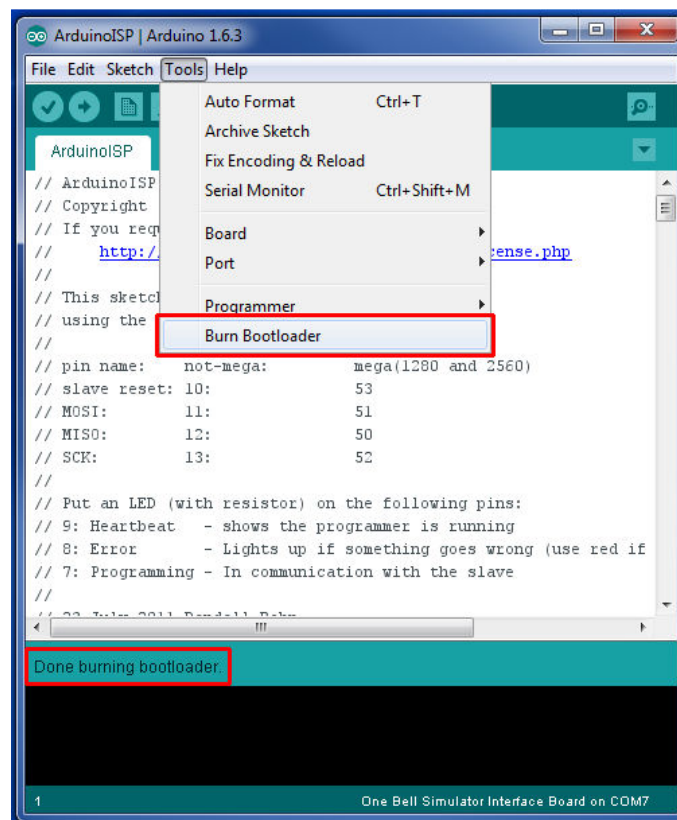 ArduinoISP | Arduino 1.6.3
File Edit Sketch Tools Help
Auto Format Ctrl+T
Archive Sketch
Fix Encoding & Reload
Serial Monitor Ctrl+Shift+M
Board
Port
Programmer
Burn Bootloader
ArduinoISP
// ArduinoISP
// Copyright
// If you req
// http:/ ense.php
//
// This sketc
// using the
//
// pin name: not-mega: mega(1280 and 2560)
// slave reset: 10: 53
// MOSI: 11: 51
// MISO: 12: 50
// SCK: 13: 52
//
// Put an LED (with resistor) on the following pins:
// 9: Heartbeat - shows the programmer is running
// 8: Error - Lights up if something goes wrong (use red if
// 7: Programming - In communication with the slave
//
Done burning bootloader.
1 One Bell Simulator Interface Board on COM7